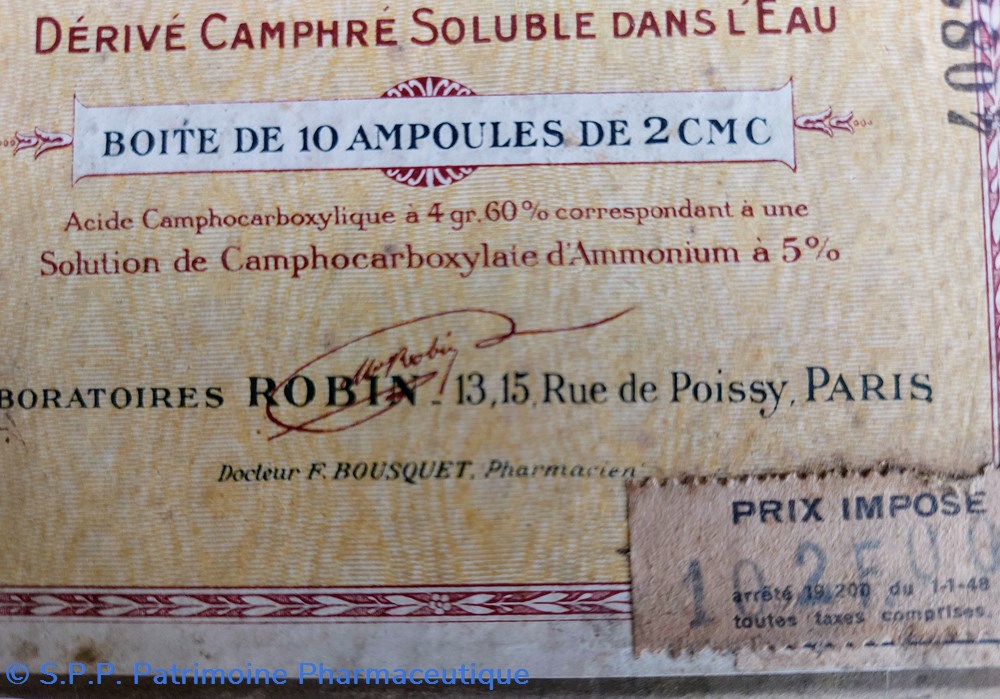 DÉRIVÉ CAMPHRÉ SOLUBLE DANS L'EAU
BOITE DE 10 AMPOULES DE 2 CMC
Acide Camphocarboxylique à 4 gr. 60% correspondant à une
Solution de Camphocarboxylate d'Ammonium à 5%
M. Robin
BORATOIRES ROBIN - 13,15, Rue de Poissy, PARIS
Docteur F. BOUSQUET, Pharmacien
PRIX IMPOSÉ
arrêté 19.200 du 1-1-48
toutes taxes comprises.
© S.P.P. Patrimoine Pharmaceutique